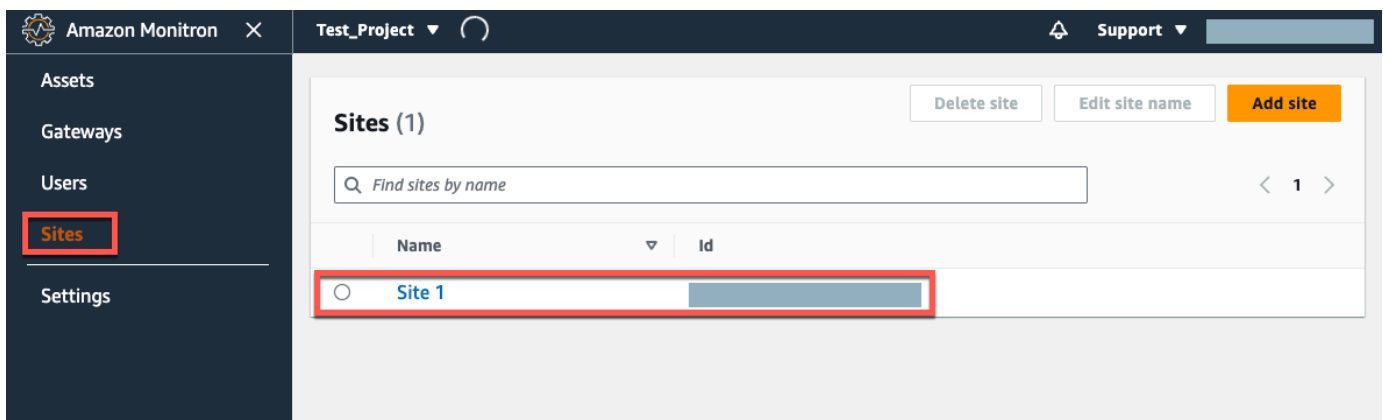 Amazon Monitron
Test_Project
Support
Assets
Gateways
Users
Sites
Settings
Sites (1)
Delete site
Edit site name
Add site
Find sites by name
1
Name
Id
Site 1